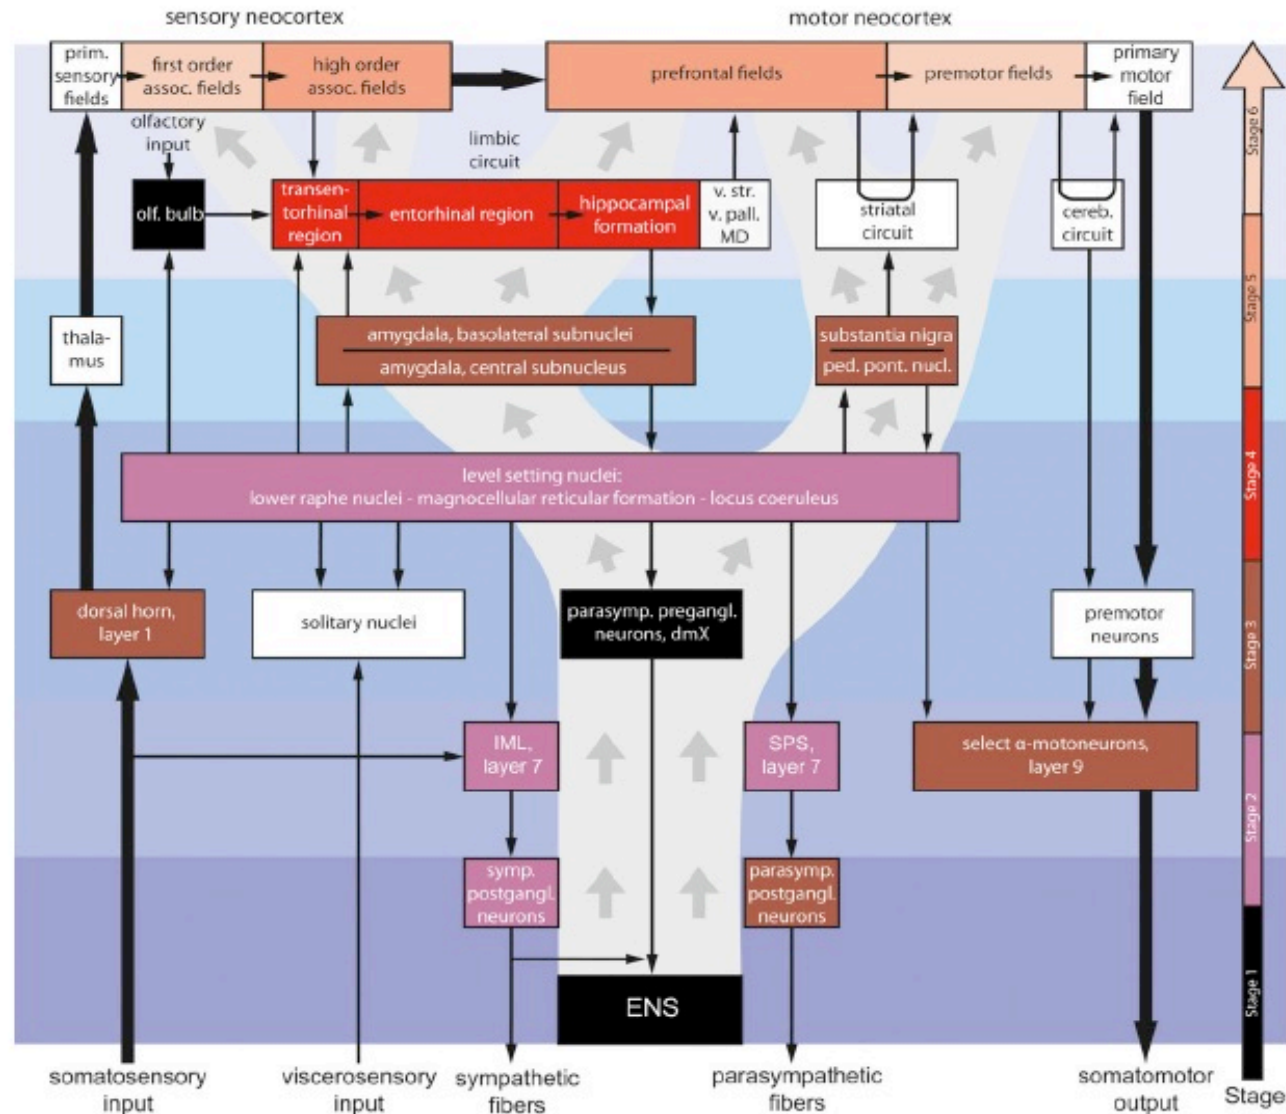 sensory neocortex
motor neocortex
prim.
sensory
fields
first order
assoc. fields
high order
assoc. fields
prefrontal fields
premotor fields
primary
motor
field
olfactory
input
limbic
circuit
olf. bulb
transen-
torhinal
region
entorhinal region
hippocampal
formation
v. str.
v. pall.
MD
striatal
circuit
cereb.
circuit
thala-
mus
amygdala, basolateral subnuclei
amygdala, central subnucleus
substantia nigra
ped. pont. nucl.
level setting nuclei:
lower raphe nuclei - magnocellular reticular formation - locus coeruleus
dorsal horn,
layer 1
solitary nuclei
parasymp. pregangl.
neurons, dmX
premotor
neurons
IML,
layer 7
SPS,
layer 7
select α-motoneurons,
layer 9
symp.
postgangl.
neurons
parasymp.
postgangl.
neurons
ENS
somatosensory
input
viscerosensory
input
sympathetic
fibers
parasympathetic
fibers
somatomotor
output
Stage 6
Stage 5
Stage 4
Stage 3
Stage 2
Stage 1
Stage